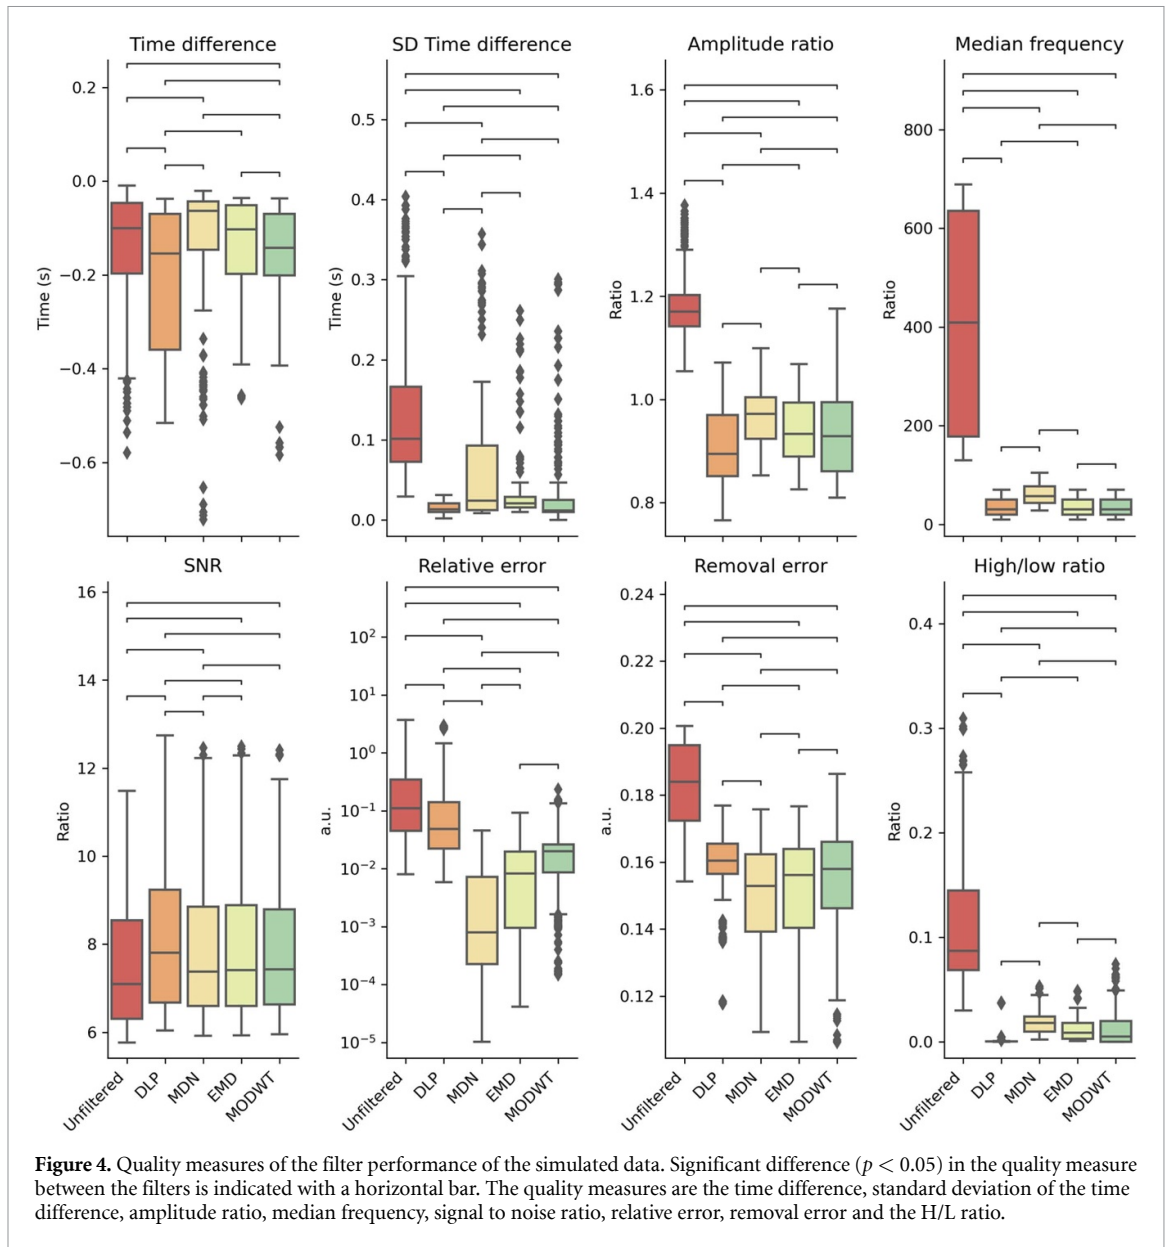 Time difference
SD Time difference
Amplitude ratio
Median frequency
Time (s)
0.2
0.0
−0.2
−0.4
−0.6
Time (s)
0.5
0.4
0.3
0.2
0.1
0.0
Ratio
1.6
1.4
1.2
1.0
0.8
Ratio
800
600
400
200
0
SNR
Relative error
Removal error
High/low ratio
Ratio
16
14
12
10
8
6
a.u.
10²
10¹
10⁰
10⁻¹
10⁻²
10⁻³
10⁻⁴
10⁻⁵
a.u.
0.24
0.22
0.20
0.18
0.16
0.14
0.12
Ratio
0.4
0.3
0.2
0.1
0.0
Unfiltered
DLP
MDN
EMD
MODWT
Unfiltered
DLP
MDN
EMD
MODWT
Unfiltered
DLP
MDN
EMD
MODWT
Unfiltered
DLP
MDN
EMD
MODWT
Figure 4. Quality measures of the filter performance of the simulated data. Significant difference (p < 0.05) in the quality measure
between the filters is indicated with a horizontal bar. The quality measures are the time difference, standard deviation of the time
difference, amplitude ratio, median frequency, signal to noise ratio, relative error, removal error and the H/L ratio.